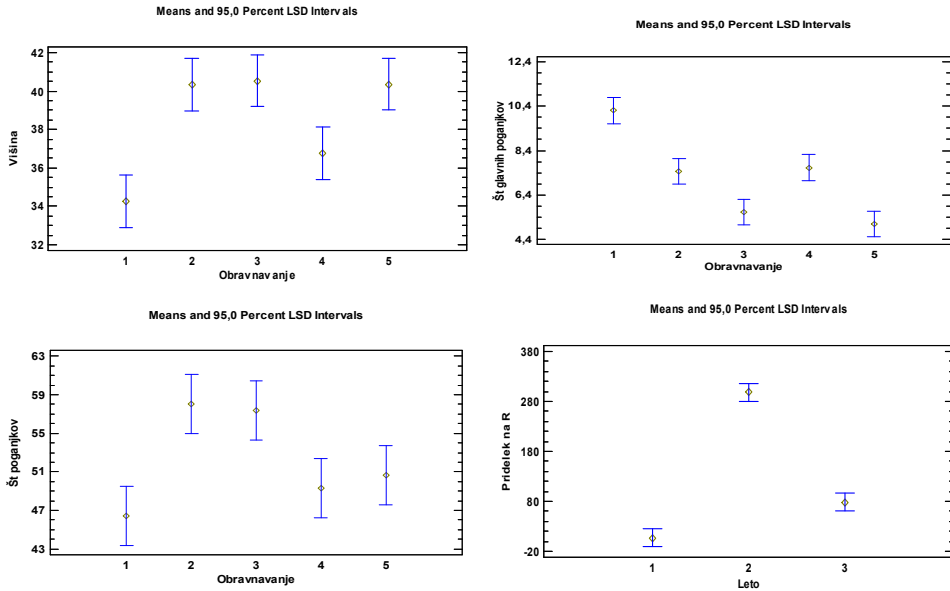 Means and 95,0 Percent LSD Intervals
Višina
42
40
38
36
34
32
1 2 3 4 5
Obravnavanje
Means and 95,0 Percent LSD Intervals
Št glavnih poganjkov
12,4
10,4
8,4
6,4
4,4
1 2 3 4 5
Obravnavanje
Means and 95,0 Percent LSD Intervals
Št poganjkov
63
59
55
51
47
43
1 2 3 4 5
Obravnavanje
Means and 95,0 Percent LSD Intervals
Pridelek na R
380
280
180
80
-20
1 2 3
Leto